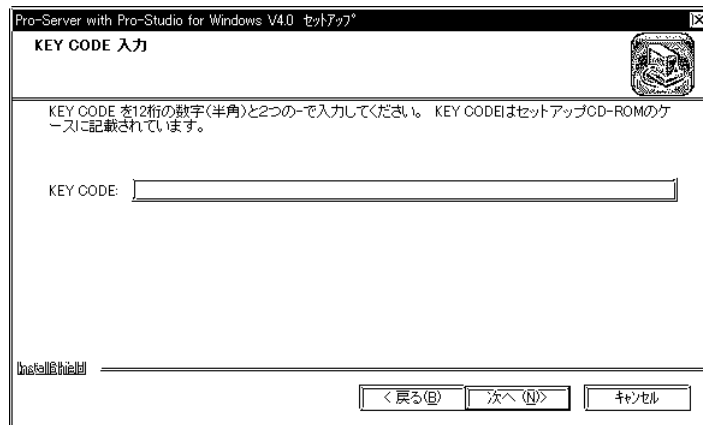 Pro-Server with Pro-Studio for Windows V4.0 ｾｯﾄｱｯﾌﾟ
KEY CODE 入力
KEY CODE を12桁の数字(半角)と2つの-で入力してください。 KEY CODEはセットアップCD-ROMのケ
ースに記載されています。
KEY CODE:
InstallShield
< 戻る(B)
次へ (N)>
ｷｬﾝｾﾙ